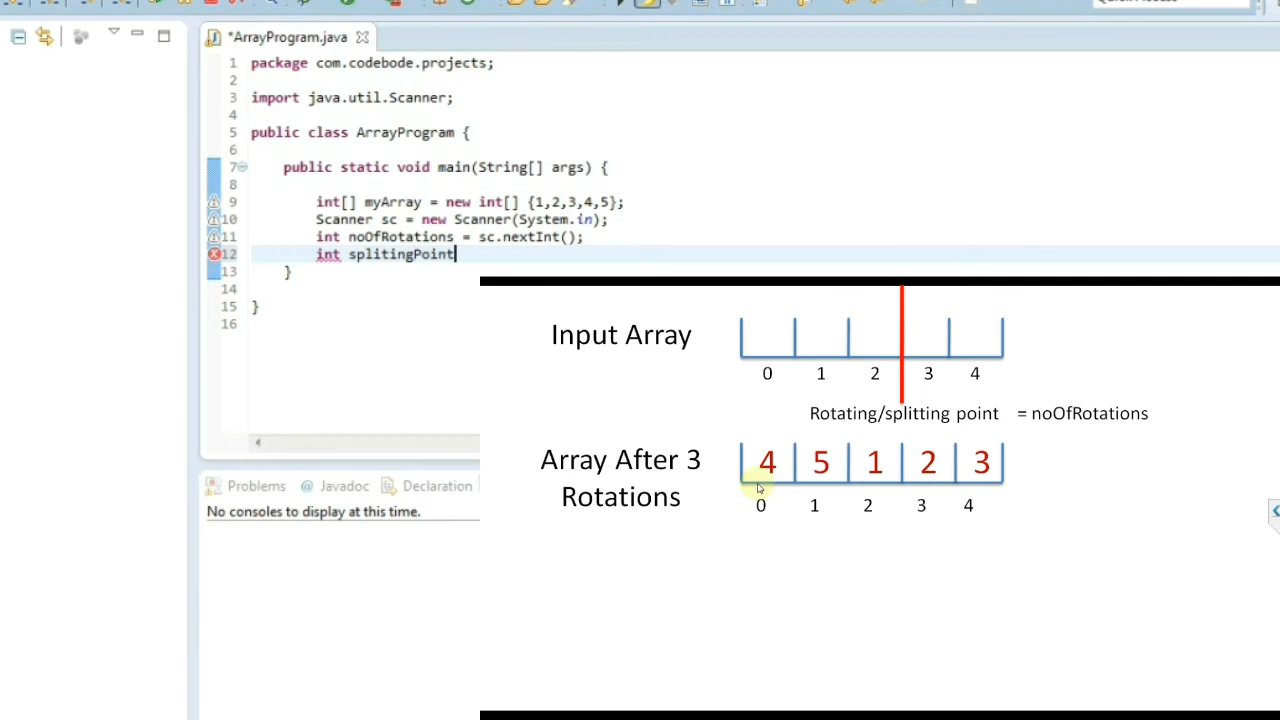 *ArrayProgram.java
1 package com.codebode.projects;
2
3 import java.util.Scanner;
4
5 public class ArrayProgram {
6
7 public static void main(String[] args) {
8
9 int[] myArray = new int[] {1,2,3,4,5};
10 Scanner sc = new Scanner(System.in);
11 int noOfRotations = sc.nextInt();
12 int splitingPoint
13 }
14
15 }
16
Problems @ Javadoc Declaration
No consoles to display at this time.
Input Array
0 1 2 3 4
Rotating/splitting point = noOfRotations
Array After 3
Rotations
4 5 1 2 3
0 1 2 3 4